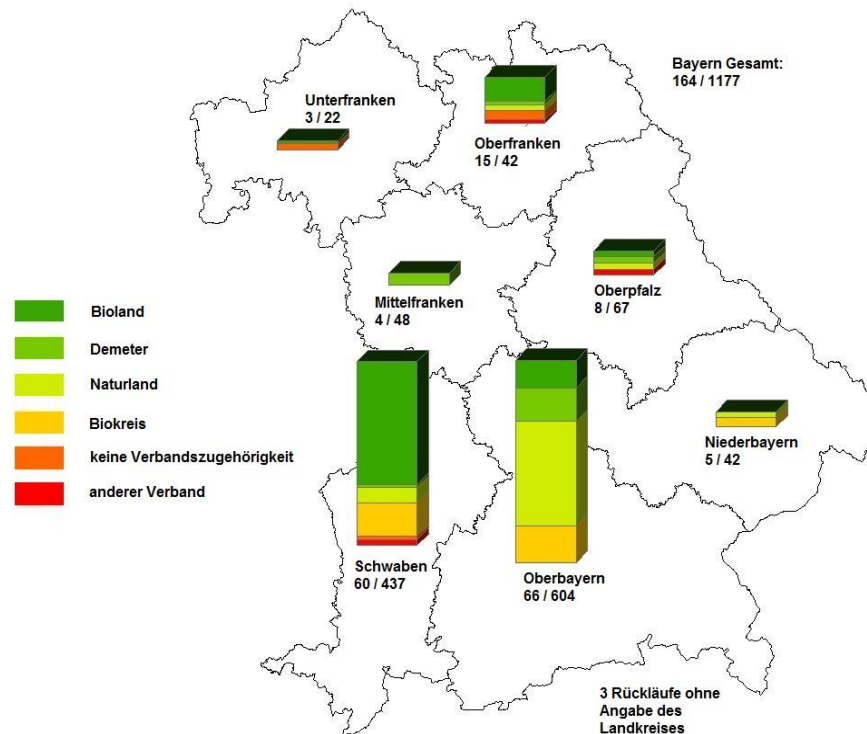 Bayern Gesamt:
164 / 1177
Unterfranken
3 / 22
Oberfranken
15 / 42
Mittelfranken
4 / 48
Oberpfalz
8 / 67
Bioland
Demeter
Naturland
Biokreis
keine Verbandszugehörigkeit
anderer Verband
Niederbayern
5 / 42
Schwaben
60 / 437
Oberbayern
66 / 604
3 Rückläufe ohne
Angabe des
Landkreises